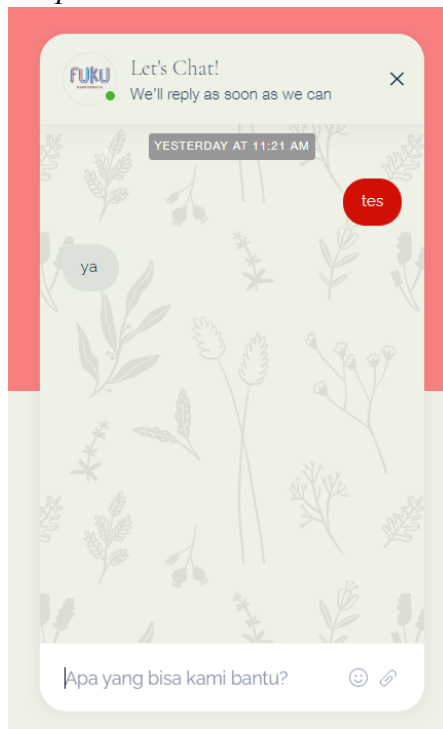 FUKU
Let's Chat!
We'll reply as soon as we can
YESTERDAY AT 11:21 AM
tes
ya
Apa yang bisa kami bantu?